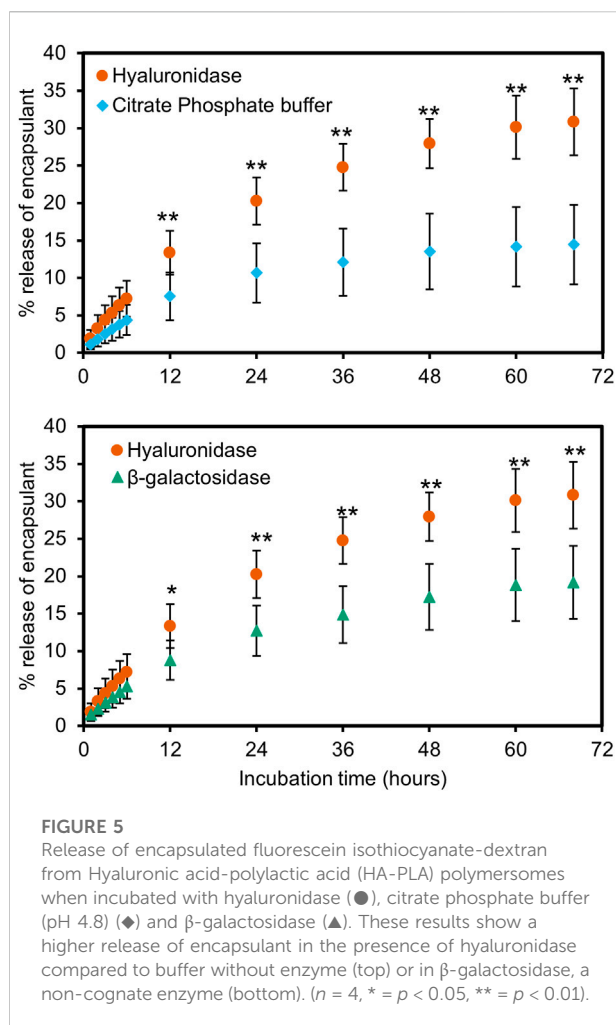 Hyaluronidase
Citrate Phosphate buffer
% release of encapsulant
40
35
30
25
20
15
10
5
0
** ** ** ** ** **
0 12 24 36 48 60 72
Hyaluronidase
β-galactosidase
% release of encapsulant
40
35
30
25
20
15
10
5
0
* ** ** ** ** **
0 12 24 36 48 60 72
Incubation time (hours)
FIGURE 5
Release of encapsulated fluorescein isothiocyanate-dextran
from Hyaluronic acid-polylactic acid (HA-PLA) polymersomes
when incubated with hyaluronidase (●), citrate phosphate buffer
(pH 4.8) (◆) and β-galactosidase (▲). These results show a
higher release of encapsulant in the presence of hyaluronidase
compared to buffer without enzyme (top) or in β-galactosidase, a
non-cognate enzyme (bottom). (n = 4, * = p < 0.05, ** = p < 0.01).